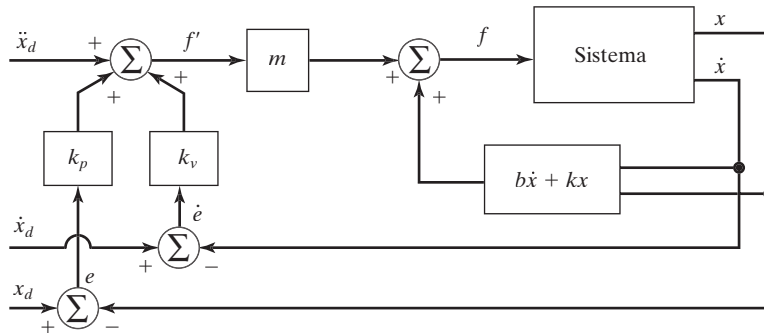 ẍ_d
+
Σ
+
+
f′
m
+
Σ
+
f
Sistema
x
ẋ
k_p
k_v
bẋ + kx
ẋ_d
+
Σ
−
ė
x_d
+
Σ
−
e